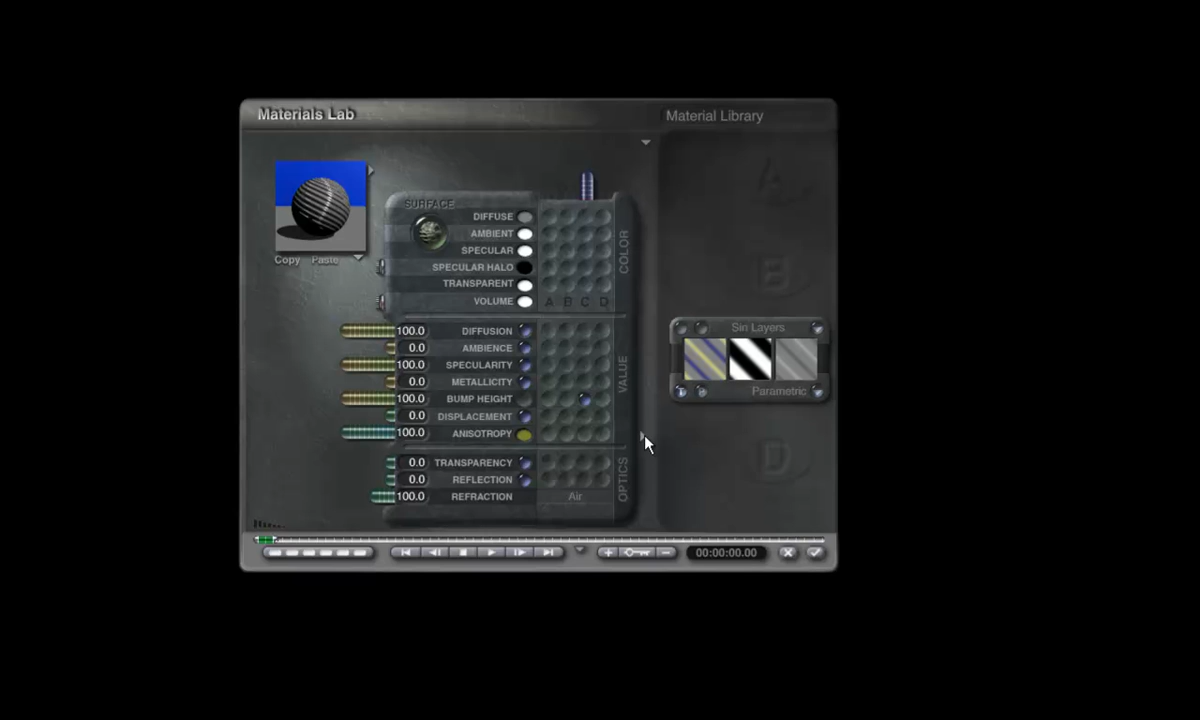 Materials Lab
Material Library
Copy Paste
SURFACE
DIFFUSE
AMBIENT
SPECULAR
SPECULAR HALO
TRANSPARENT
VOLUME
A B C D
COLOR
100.0 DIFFUSION
0.0 AMBIENCE
100.0 SPECULARITY
0.0 METALLICITY
100.0 BUMP HEIGHT
0.0 DISPLACEMENT
100.0 ANISOTROPY
VALUE
0.0 TRANSPARENCY
0.0 REFLECTION
100.0 REFRACTION
Air
OPTICS
A
B
Sin Layers
Parametric
D
00:00:00.00